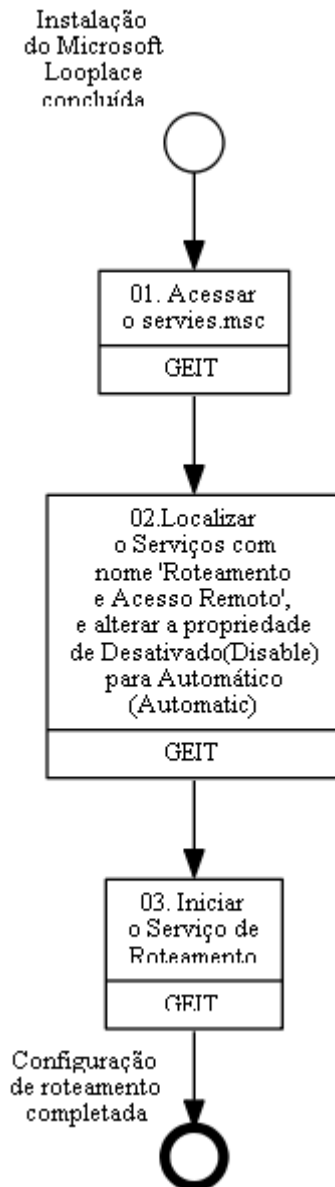 Instalação
do Microsoft
Looplace
concluída
01. Acessar
o servies.msc
GEIT
02.Localizar
o Serviços com
nome 'Roteamento
e Acesso Remoto',
e alterar a propriedade
de Desativado(Disable)
para Automático
(Automatic)
GEIT
03. Iniciar
o Serviço de
Roteamento
GEIT
Configuração
de roteamento
completada